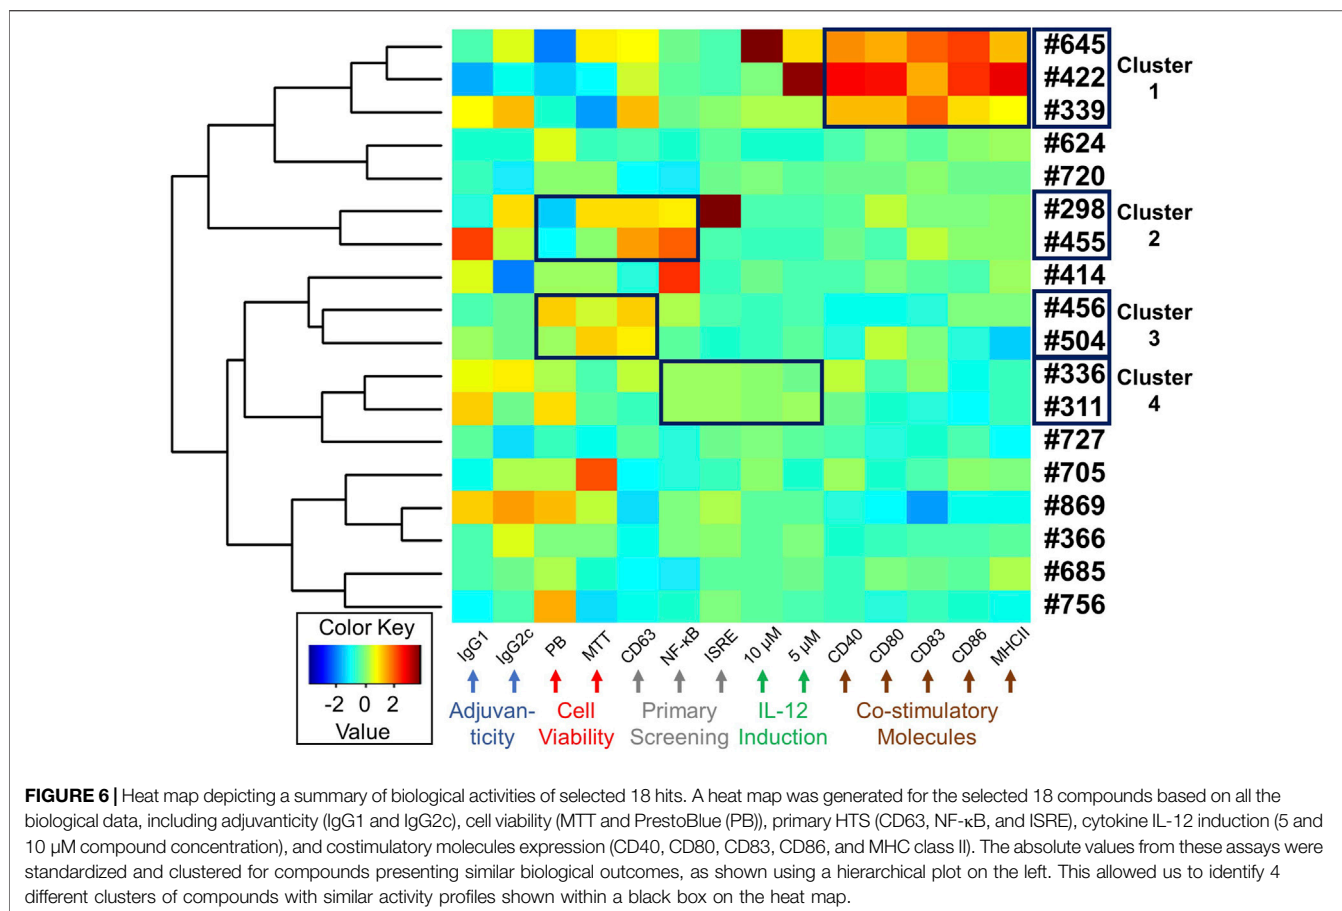 #645
#422
#339
Cluster
1
#624
#720
#298
#455
Cluster
2
#414
#456
#504
Cluster
3
#336
#311
Cluster
4
#727
#705
#869
#366
#685
#756
Color Key
-2 0 2
Value
IgG1 IgG2c PB MTT CD63 NF-κB ISRE 10 μM 5 μM CD40 CD80 CD83 CD86 MHCII
Adjuvan-
ticity
Cell
Viability
Primary
Screening
IL-12
Induction
Co-stimulatory
Molecules
FIGURE 6 | Heat map depicting a summary of biological activities of selected 18 hits. A heat map was generated for the selected 18 compounds based on all the
biological data, including adjuvanticity (IgG1 and IgG2c), cell viability (MTT and PrestoBlue (PB)), primary HTS (CD63, NF-κB, and ISRE), cytokine IL-12 induction (5 and
10 μM compound concentration), and costimulatory molecules expression (CD40, CD80, CD83, CD86, and MHC class II). The absolute values from these assays were
standardized and clustered for compounds presenting similar biological outcomes, as shown using a hierarchical plot on the left. This allowed us to identify 4
different clusters of compounds with similar activity profiles shown within a black box on the heat map.